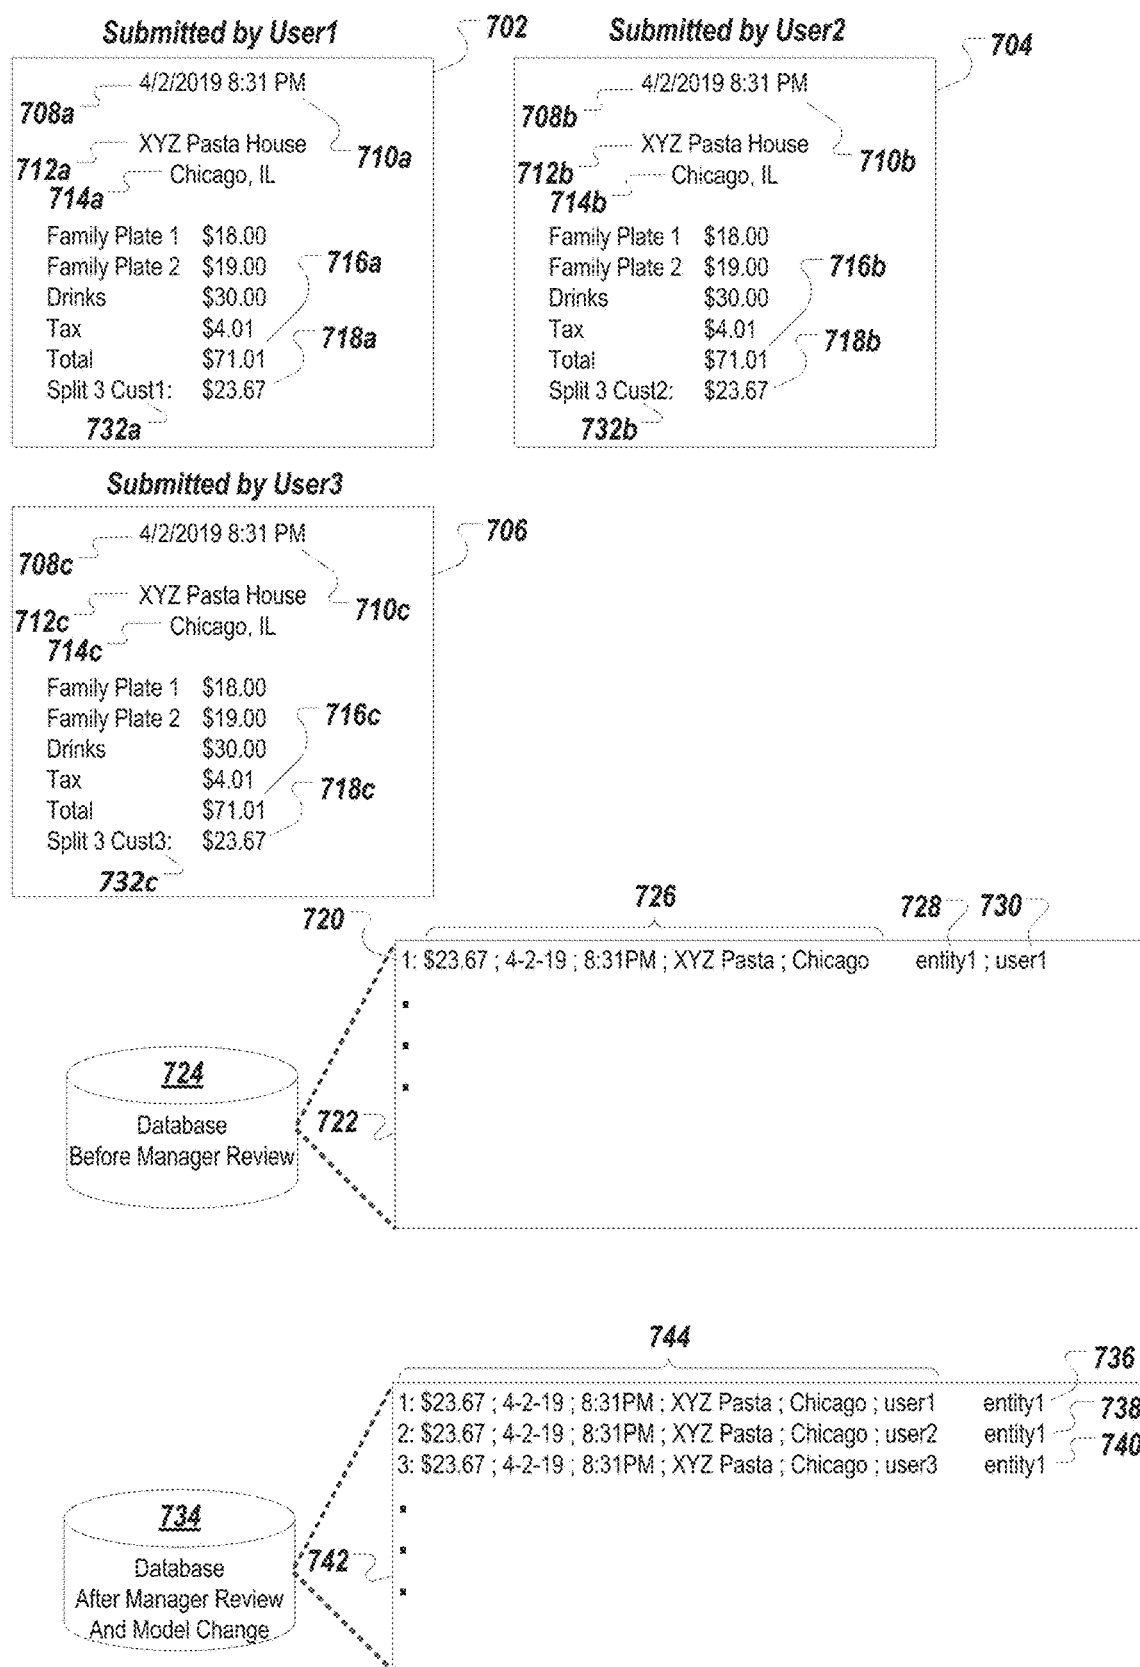 Submitted by User1
702
4/2/2019 8:31 PM
708a
XYZ Pasta House
712a
710a
Chicago, IL
714a
Family Plate 1 $18.00
Family Plate 2 $19.00
716a
Drinks $30.00
Tax $4.01
718a
Total $71.01
Split 3 Cust1: $23.67
732a
Submitted by User2
704
4/2/2019 8:31 PM
708b
XYZ Pasta House
712b
710b
Chicago, IL
714b
Family Plate 1 $18.00
Family Plate 2 $19.00
716b
Drinks $30.00
Tax $4.01
718b
Total $71.01
Split 3 Cust2: $23.67
732b
Submitted by User3
706
4/2/2019 8:31 PM
708c
XYZ Pasta House
712c
710c
Chicago, IL
714c
Family Plate 1 $18.00
Family Plate 2 $19.00
716c
Drinks $30.00
Tax $4.01
718c
Total $71.01
Split 3 Cust3: $23.67
732c
720
726
728
730
1: $23.67 ; 4-2-19 ; 8:31PM ; XYZ Pasta ; Chicago entity1 ; user1
724
Database
Before Manager Review
722
744
736
1: $23.67 ; 4-2-19 ; 8:31PM ; XYZ Pasta ; Chicago ; user1 entity1
738
2: $23.67 ; 4-2-19 ; 8:31PM ; XYZ Pasta ; Chicago ; user2 entity1
740
3: $23.67 ; 4-2-19 ; 8:31PM ; XYZ Pasta ; Chicago ; user3 entity1
734
Database
After Manager Review
And Model Change
742